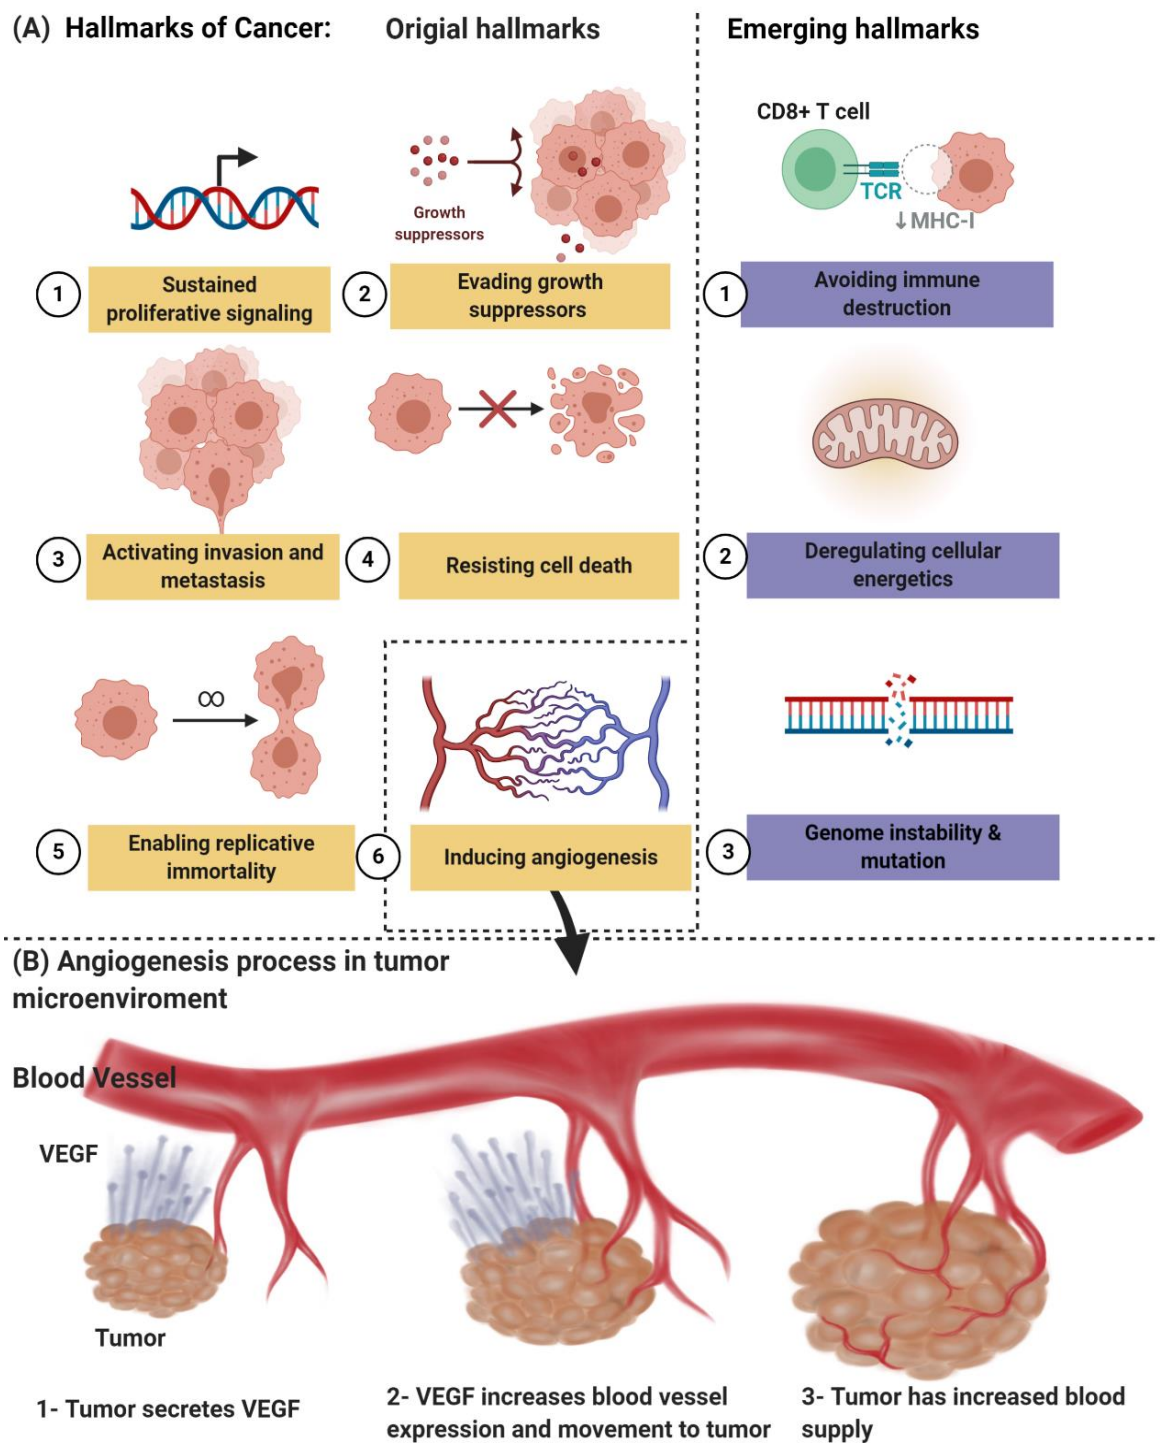 (A) Hallmarks of Cancer:
Origial hallmarks
Emerging hallmarks
Growth
suppressors
CD8+ T cell
TCR
↓MHC-I
1
Sustained
proliferative signaling
2
Evading growth
suppressors
1
Avoiding immune
destruction
3
Activating invasion and
metastasis
4
Resisting cell death
2
Deregulating cellular
energetics
∞
5
Enabling replicative
immortality
6
Inducing angiogenesis
3
Genome instability &
mutation
(B) Angiogenesis process in tumor
microenviroment
Blood Vessel
VEGF
Tumor
1- Tumor secretes VEGF
2- VEGF increases blood vessel
expression and movement to tumor
3- Tumor has increased blood
supply